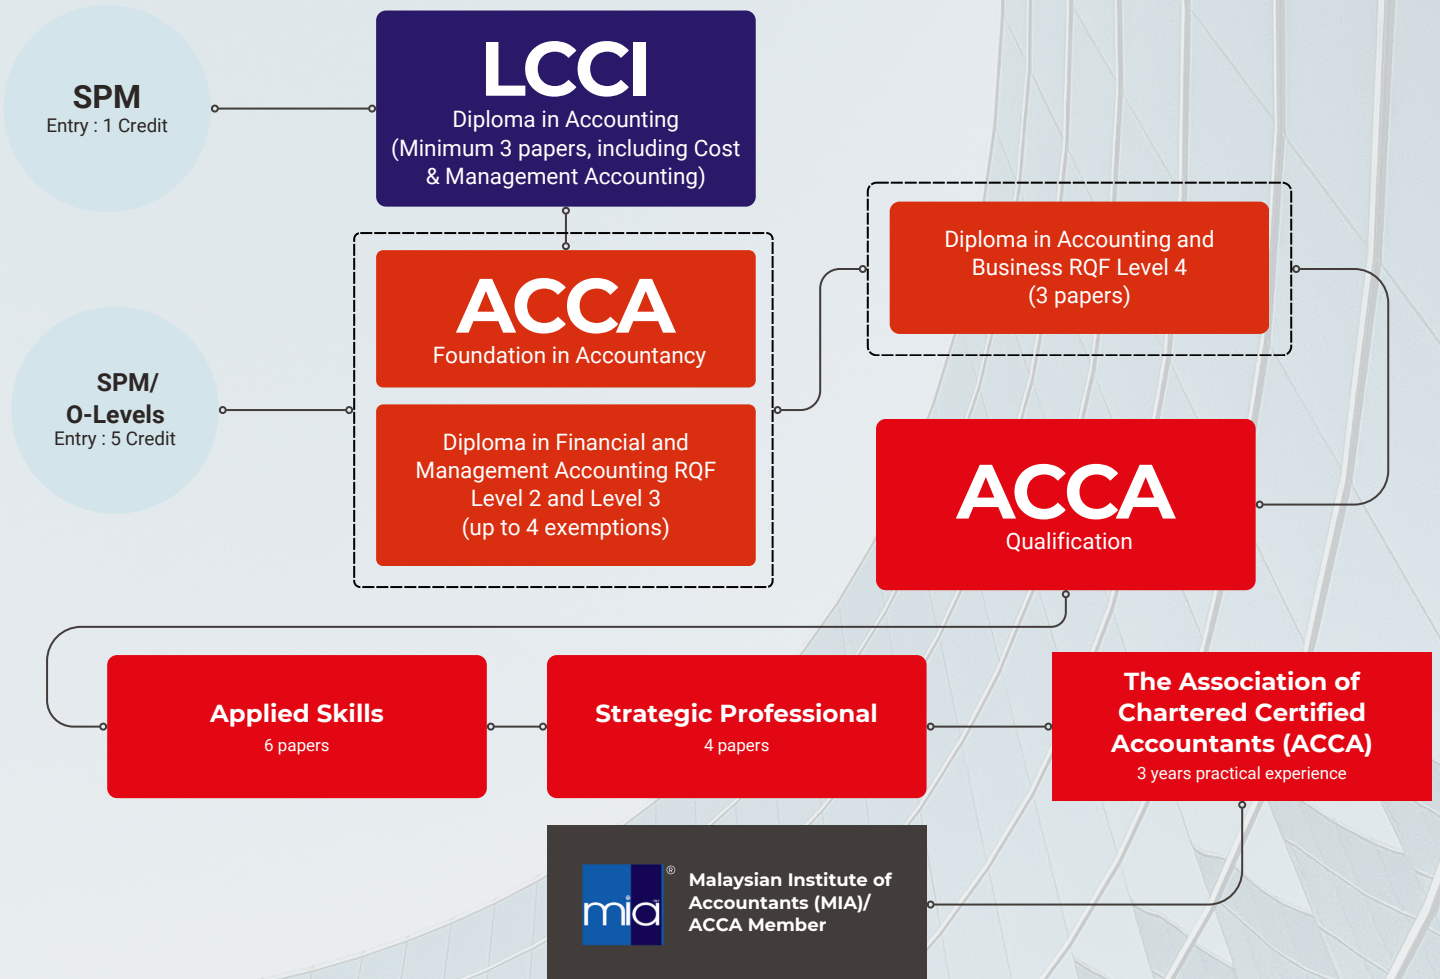 SPM
Entry : 1 Credit
LCCI
Diploma in Accounting
(Minimum 3 papers, including Cost
& Management Accounting)
SPM/
O-Levels
Entry : 5 Credit
ACCA
Foundation in Accountancy
Diploma in Financial and
Management Accounting RQF
Level 2 and Level 3
(up to 4 exemptions)
Diploma in Accounting and
Business RQF Level 4
(3 papers)
ACCA
Qualification
Applied Skills
6 papers
Strategic Professional
4 papers
The Association of
Chartered Certified
Accountants (ACCA)
3 years practical experience
mia ®
Malaysian Institute of
Accountants (MIA)/
ACCA Member